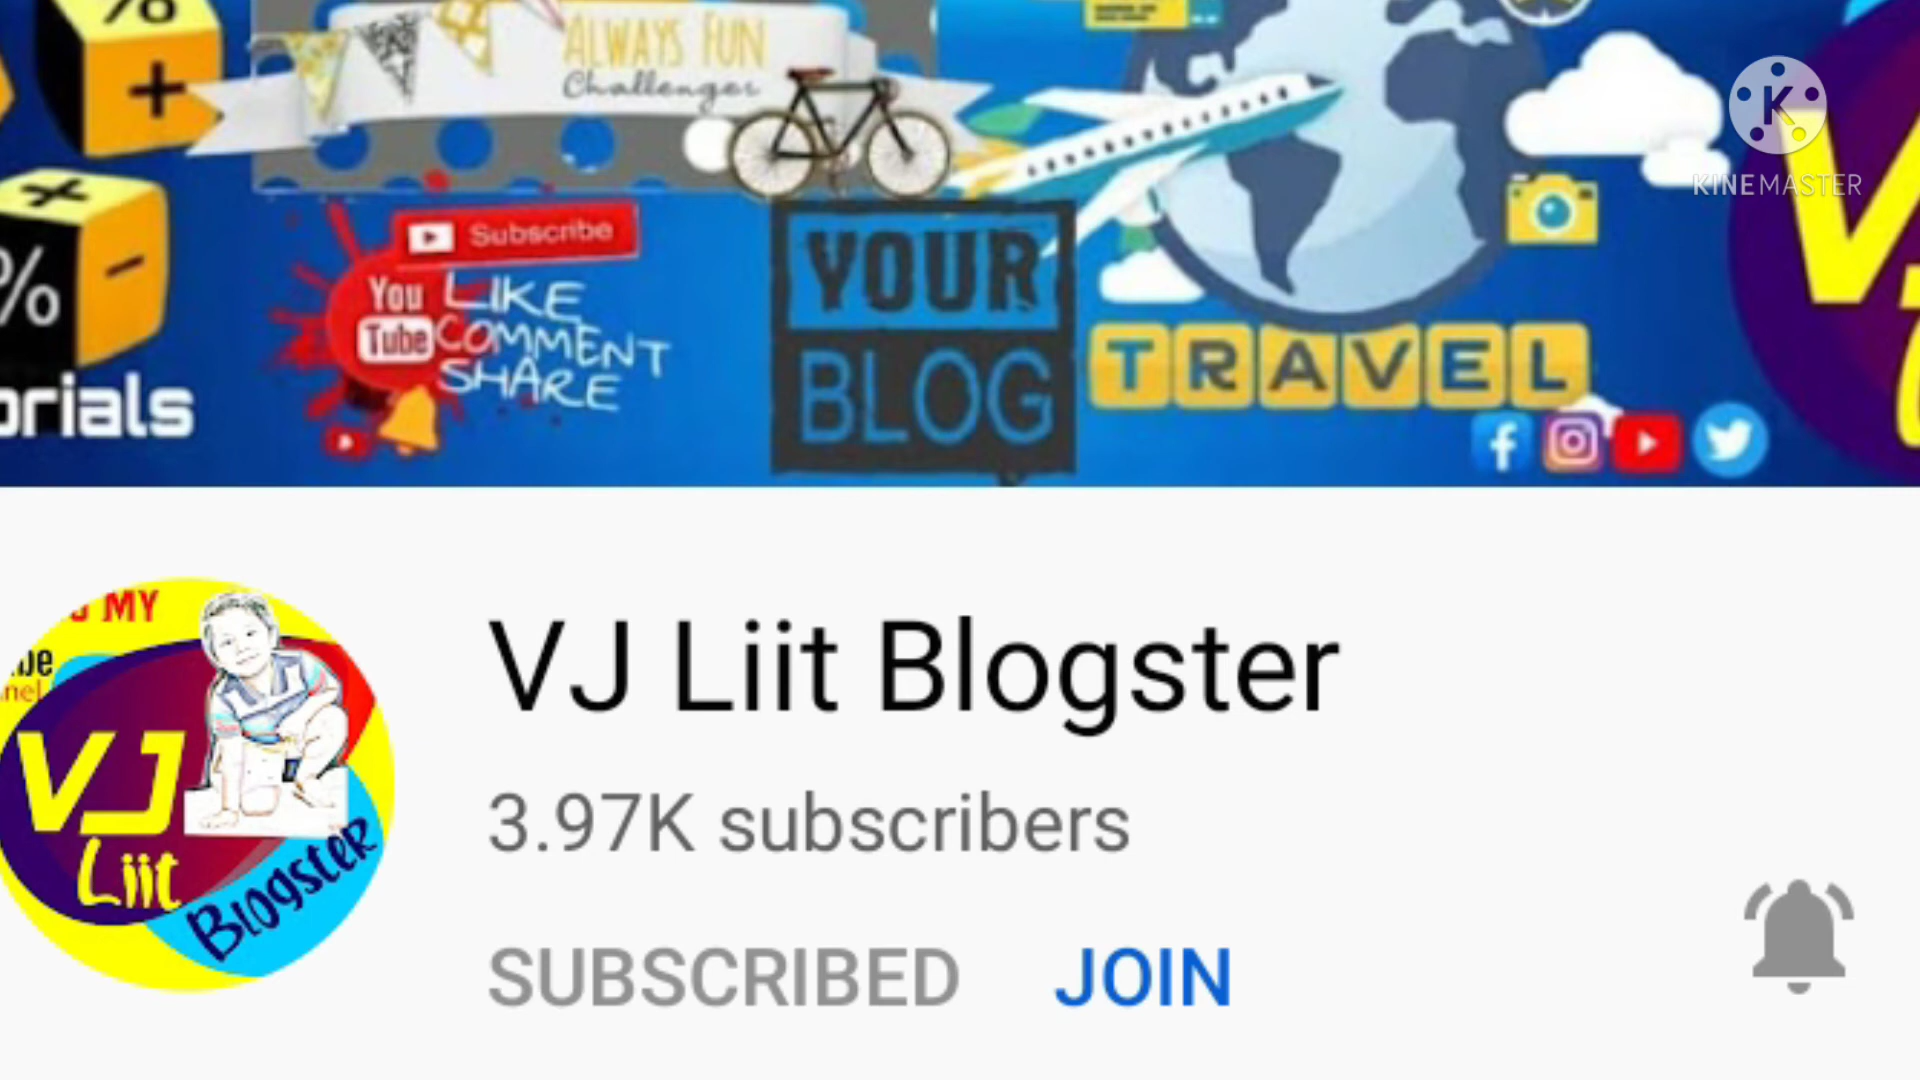 %
+
ALWAYS FUN
Challenges
K
KINEMASTER
+
%
-
orials
Subscribe
You
Tube
LIKE
COMMENT
SHARE
YOUR
BLOG
TRAVEL
MY
VJ
Liit
Blogster
VJ Liit Blogster
3.97K subscribers
SUBSCRIBED JOIN